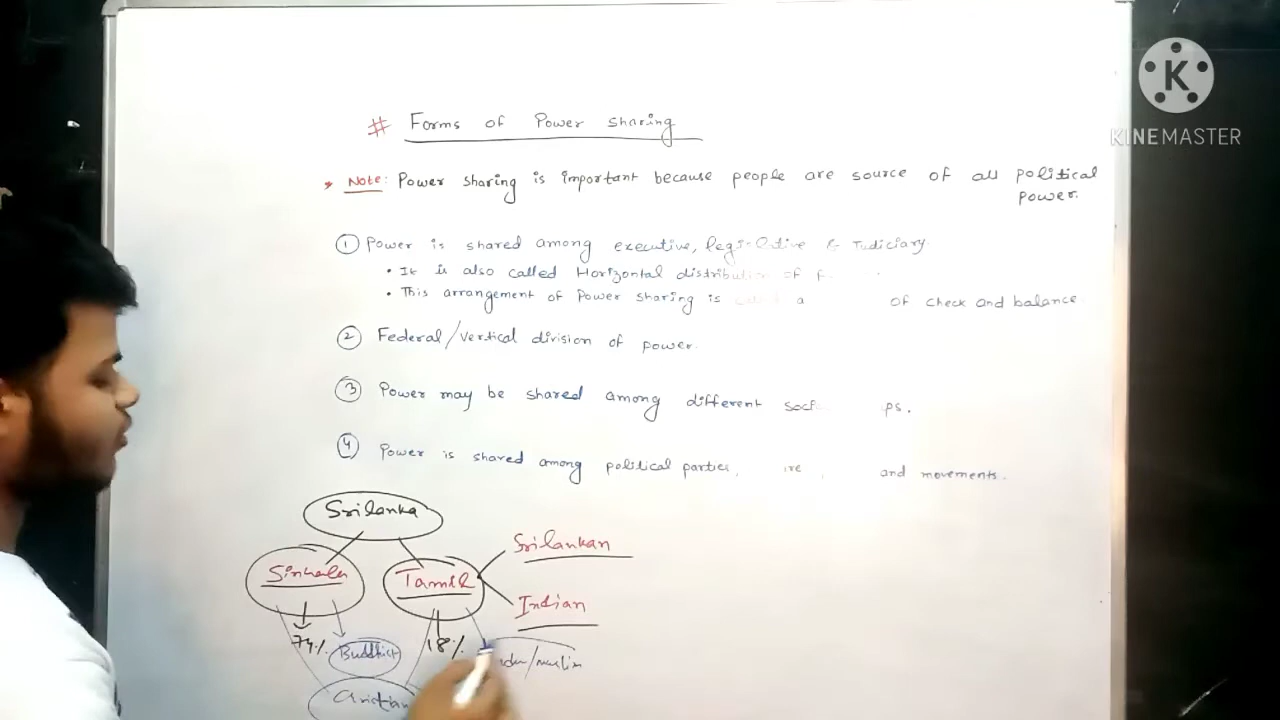 K
KINEMASTER
# Forms of Power sharing
* Note: Power sharing is important because people are source of all political
power.
① Power is shared among executive, legislative & Judiciary.
• It is also called Horizontal distribution of
• This arrangement of Power sharing is a of check and balance
② Federal/vertical division of power.
③ Power may be shared among different
④ Power is shared among political parties, and movements.
Srilanka
Srilankan
Sinhala Tamil
Indian
74% Buddhist 18% /muslim
Cristian